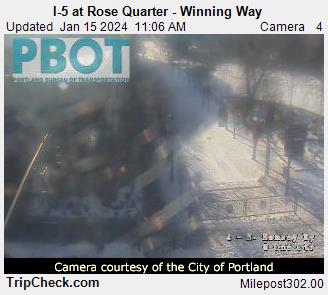 I-5 at Rose Quarter - Winning Way
Updated Jan 15 2024 11:06 AM Camera 4
PBOT
PORTLAND BUREAU OF TRANSPORTATION
Camera courtesy of the City of Portland
TripCheck.com Milepost302.00